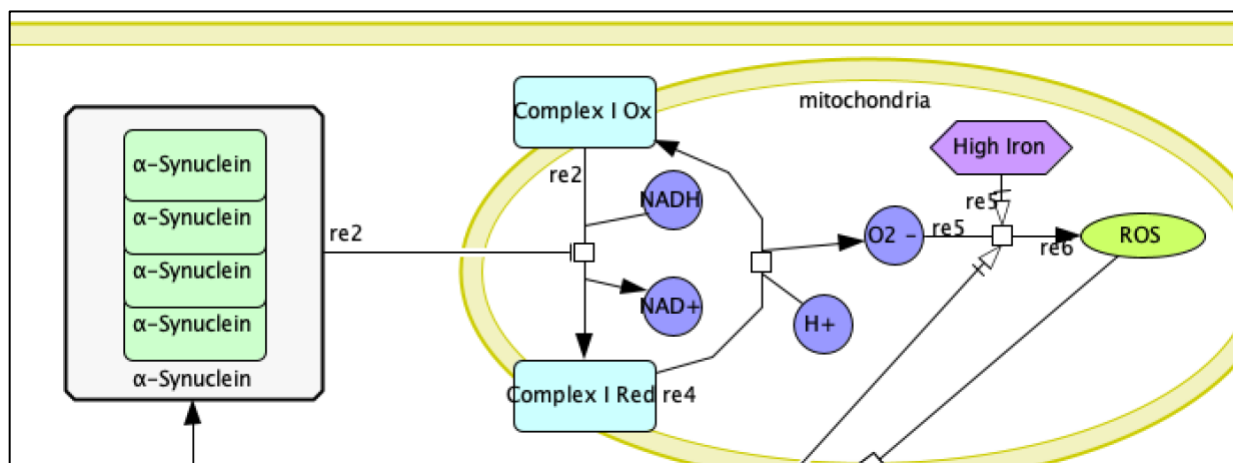 α-Synuclein
α-Synuclein
α-Synuclein
α-Synuclein
α-Synuclein
re2
Complex I Ox
re2
NADH
NAD+
Complex I Red
re4
mitochondria
High Iron
re5
O2 -
re5
re6
ROS
H+